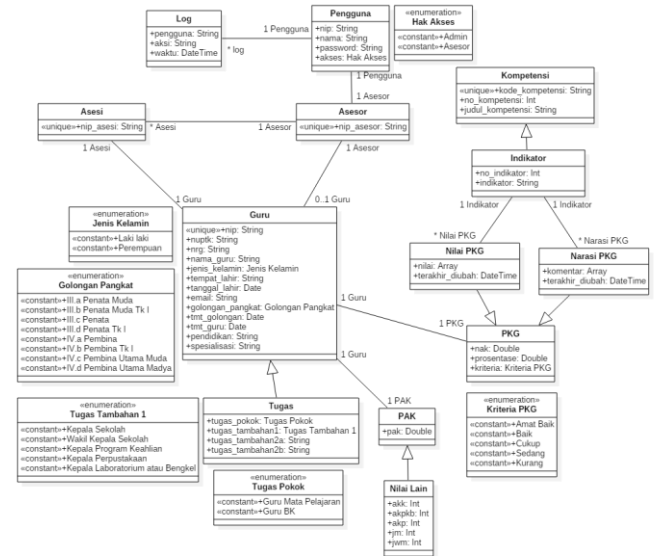 Log
+pengguna: String
+aksi: String
+waktu: DateTime
1 Pengguna
* log
Pengguna
+nip: String
+nama: String
+password: String
+akses: Hak Akses
«enumeration»
Hak Akses
«constant»+Admin
«constant»+Asesor
1 Pengguna
1 Asesor
Kompetensi
«unique»+kode_kompetensi: String
+no_kompetensi: Int
+judul_kompetensi: String
Asesi
«unique»+nip_asesi: String
* Asesi
1 Asesor
Asesor
«unique»+nip_asesor: String
1 Asesi
1 Asesor
Indikator
+no_indikator: Int
+indikator: String
1 Indikator
1 Indikator
1 Guru
0..1 Guru
«enumeration»
Jenis Kelamin
«constant»+Laki laki
«constant»+Perempuan
Guru
«unique»+nip: String
+nuptk: String
+nrg: String
+nama_guru: String
+jenis_kelamin: Jenis Kelamin
+tempat_lahir: String
+tanggal_lahir: Date
+email: String
+golongan_pangkat: Golongan Pangkat
+tmt_golongan: Date
+tmt_guru: Date
+pendidikan: String
+spesialisasi: String
* Nilai PKG
* Narasi PKG
Nilai PKG
+nilai: Array
+terakhir_diubah: DateTime
Narasi PKG
+komentar: Array
+terakhir_diubah: DateTime
«enumeration»
Golongan Pangkat
«constant»+III.a Penata Muda
«constant»+III.b Penata Muda Tk I
«constant»+III.c Penata
«constant»+III.d Penata Tk I
«constant»+IV.a Pembina
«constant»+IV.b Pembina Tk I
«constant»+IV.c Pembina Utama Muda
«constant»+IV.d Pembina Utama Madya
1 Guru
1 PKG
PKG
+nak: Double
+prosentase: Double
+kriteria: Kriteria PKG
1 Guru
1 PAK
«enumeration»
Tugas Tambahan 1
«constant»+Kepala Sekolah
«constant»+Wakil Kepala Sekolah
«constant»+Kepala Program Keahlian
«constant»+Kepala Perpustakaan
«constant»+Kepala Laboratorium atau Bengkel
Tugas
+tugas_pokok: Tugas Pokok
+tugas_tambahan1: Tugas Tambahan 1
+tugas_tambahan2a: String
+tugas_tambahan2b: String
PAK
+pak: Double
«enumeration»
Kriteria PKG
«constant»+Amat Baik
«constant»+Baik
«constant»+Cukup
«constant»+Sedang
«constant»+Kurang
«enumeration»
Tugas Pokok
«constant»+Guru Mata Pelajaran
«constant»+Guru BK
Nilai Lain
+akk: Int
+akpkb: Int
+akp: Int
+jm: Int
+jwm: Int